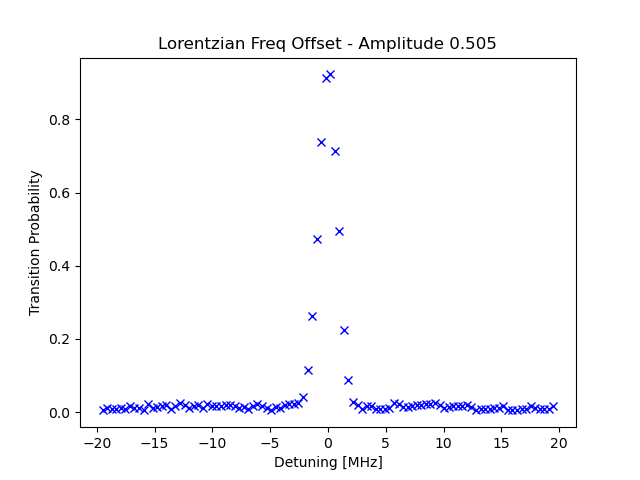 Lorentzian Freq Offset - Amplitude 0.505
Transition Probability
0.8
0.6
0.4
0.2
0.0
−20 −15 −10 −5 0 5 10 15 20
Detuning [MHz]